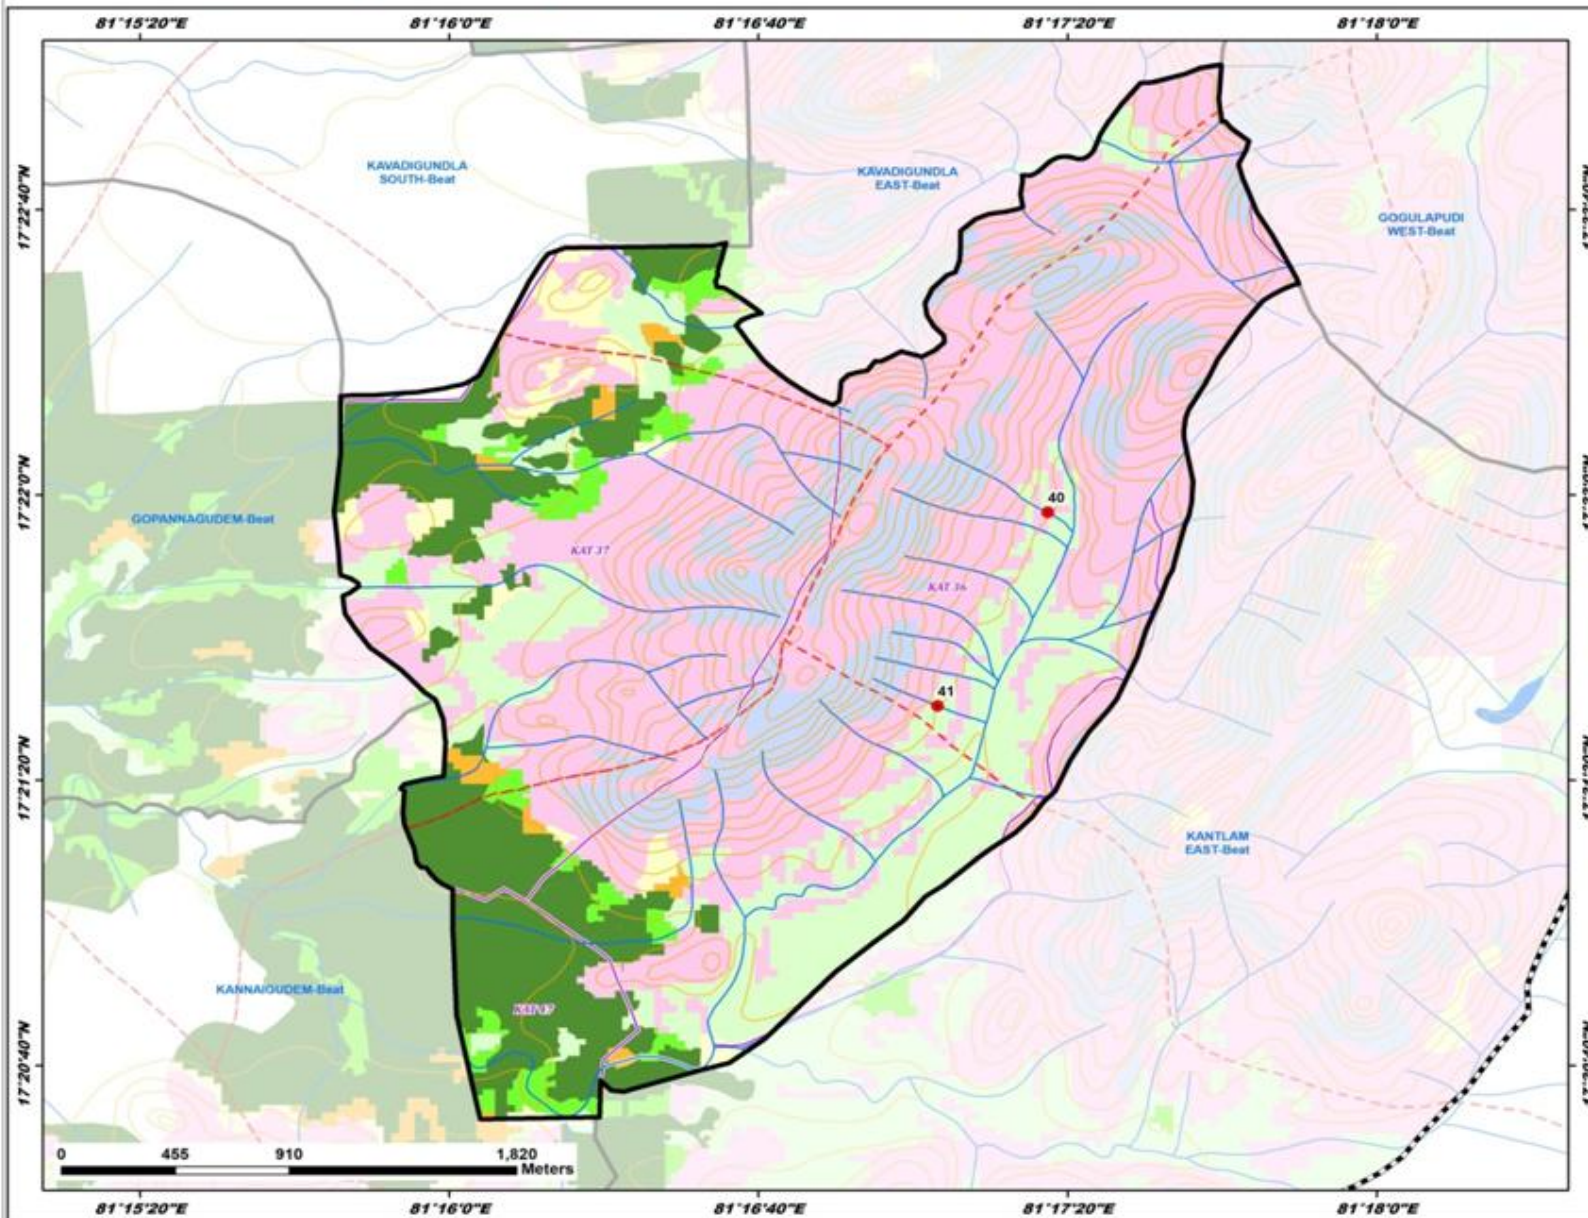 81°15'20"E 81°16'0"E 81°16'40"E 81°17'20"E 81°18'0"E
KAVADIGUNDLA
SOUTH-Beat
KAVADIGUNDLA
EAST-Beat
17°22'40"N
GOGULAPUDI
WEST-Beat
17°22'0"N
40
GOPANNAGUDEM-Beat
KAT 37
KAT 36
41
17°21'20"N
KANTLAM
EAST-Beat
KANNAIGUDEM-Beat
17°20'40"N
0 455 910 1,820
Meters
81°15'20"E 81°16'0"E 81°16'40"E 81°17'20"E 81°18'0"E